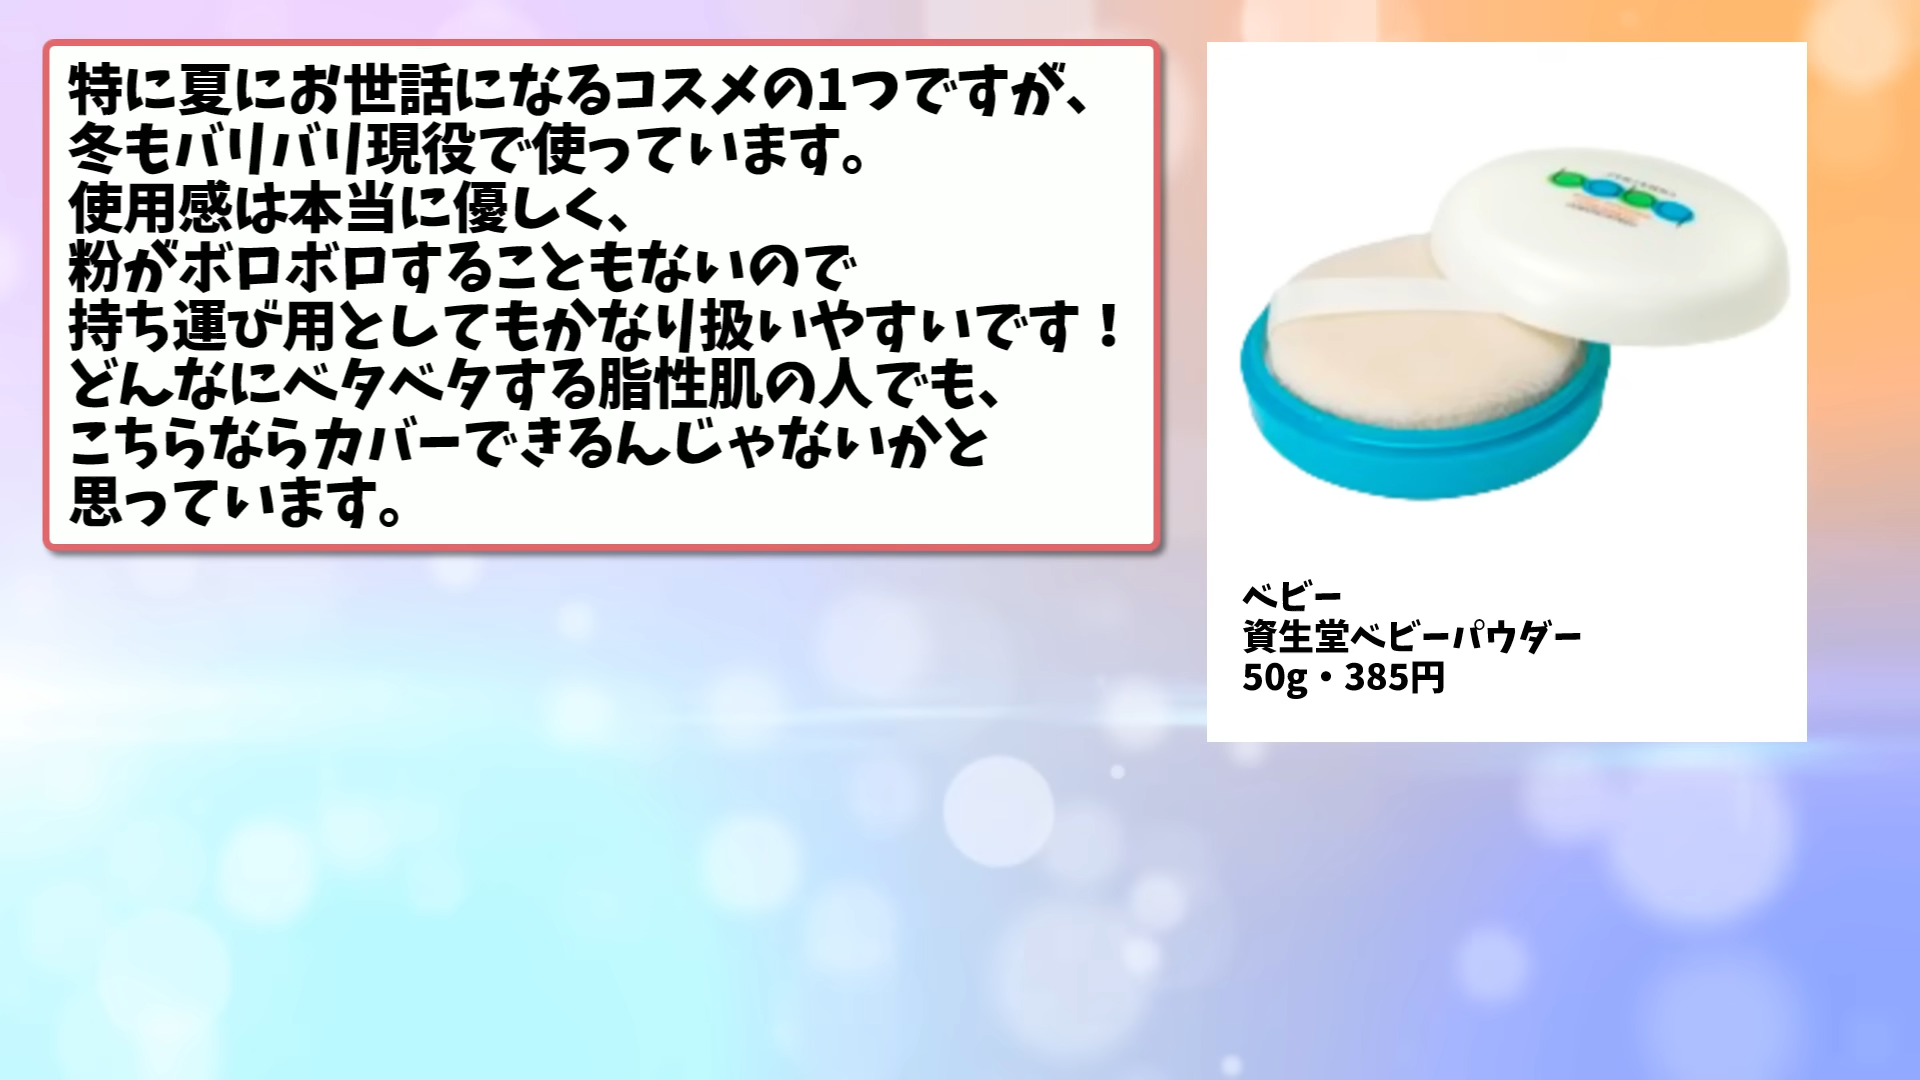 特に夏にお世話になるコスメの1つですが、
冬もバリバリ現役で使っています。
使用感は本当に優しく、
粉がボロボロすることもないので
持ち運び用としてもかなり扱いやすいです！
どんなにベタベタする脂性肌の人でも、
こちらならカバーできるんじゃないかと
思っています。
ベビー
資生堂ベビーパウダー
50g・385円